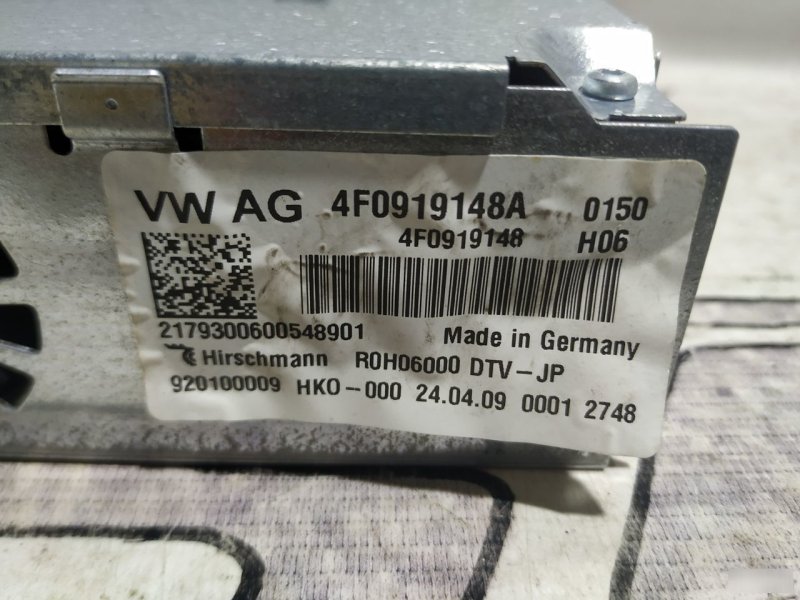 VW AG 4F0919148A 0150
4F0919148 H06
2179300600548901 Made in Germany
Hirschmann R0H06000 DTV-JP
920100009 HK0-000 24.04.09 0001 2748